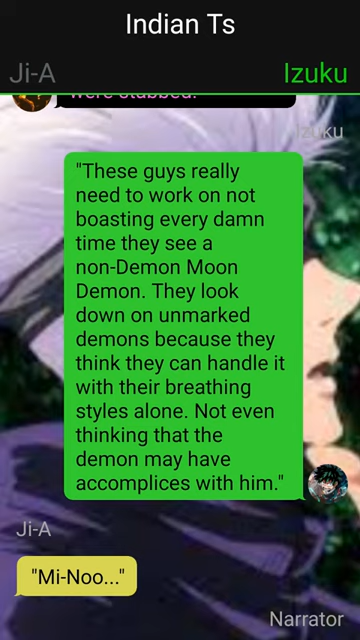 Indian Ts
Ji-A
Izuku
were stubbed.
Izuku
"These guys really
need to work on not
boasting every damn
time they see a
non-Demon Moon
Demon. They look
down on unmarked
demons because they
think they can handle it
with their breathing
styles alone. Not even
thinking that the
demon may have
accomplices with him."
Ji-A
"Mi-Noo..."
Narrator